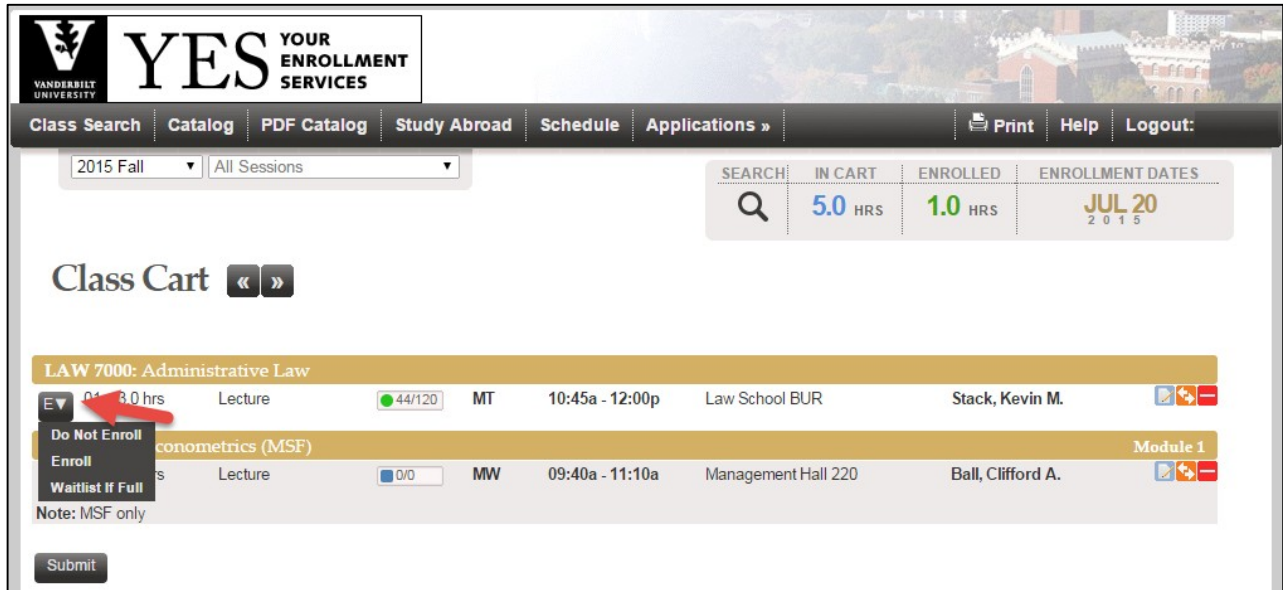 VANDERBILT
UNIVERSITY
YES YOUR ENROLLMENT SERVICES
Class Search Catalog PDF Catalog Study Abroad Schedule Applications » Print Help Logout:
2015 Fall ▼ All Sessions ▼
SEARCH IN CART ENROLLED ENROLLMENT DATES
5.0 HRS 1.0 HRS JUL 20
2015
Class Cart « »
LAW 7000: Administrative Law
E▼ 3.0 hrs Lecture 44/120 MT 10:45a - 12:00p Law School BUR Stack, Kevin M.
Do Not Enroll
conometrics (MSF) Module 1
Enroll
Lecture 0/0 MW 09:40a - 11:10a Management Hall 220 Ball, Clifford A.
Waitlist If Full
Note: MSF only
Submit